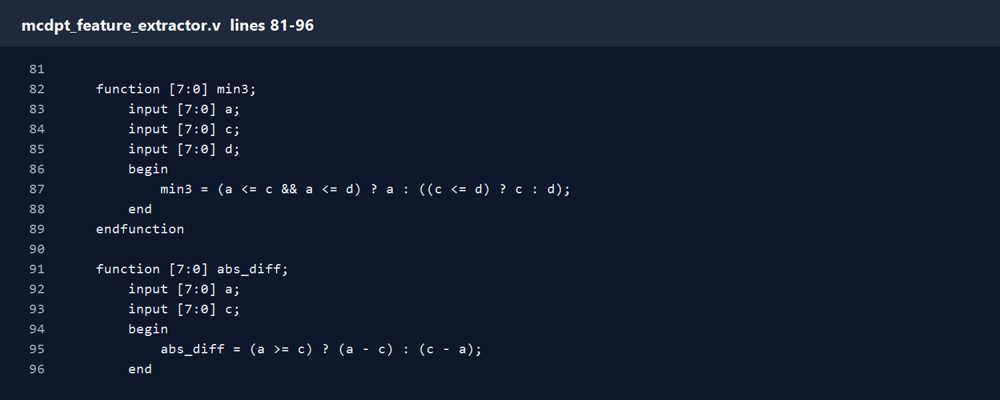 mcdpt_feature_extractor.v  lines 81-96
81
82      function [7:0] min3;
83          input [7:0] a;
84          input [7:0] c;
85          input [7:0] d;
86          begin
87              min3 = (a <= c && a <= d) ? a : ((c <= d) ? c : d);
88          end
89      endfunction
90
91      function [7:0] abs_diff;
92          input [7:0] a;
93          input [7:0] c;
94          begin
95              abs_diff = (a >= c) ? (a - c) : (c - a);
96          end